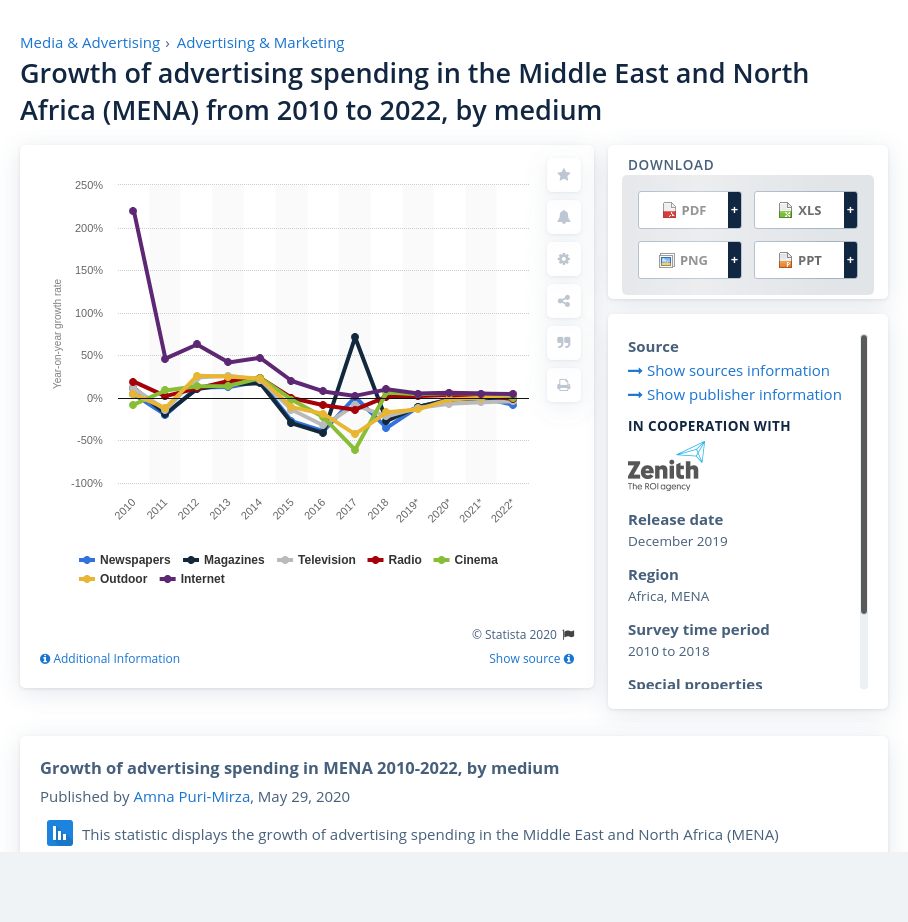 Media & Advertising › Advertising & Marketing
Growth of advertising spending in the Middle East and North
Africa (MENA) from 2010 to 2022, by medium
250%
200%
150%
100%
50%
0%
-50%
-100%
Year-on-year growth rate
2010 2011 2012 2013 2014 2015 2016 2017 2018 2019* 2020* 2021* 2022*
Newspapers Magazines Television Radio Cinema
Outdoor Internet
© Statista 2020
Additional Information Show source
DOWNLOAD
PDF + XLS +
PNG + PPT +
Source
Show sources information
Show publisher information
IN COOPERATION WITH
Zenith
The ROI agency
Release date
December 2019
Region
Africa, MENA
Survey time period
2010 to 2018
Special properties
Growth of advertising spending in MENA 2010-2022, by medium
Published by Amna Puri-Mirza, May 29, 2020
This statistic displays the growth of advertising spending in the Middle East and North Africa (MENA)